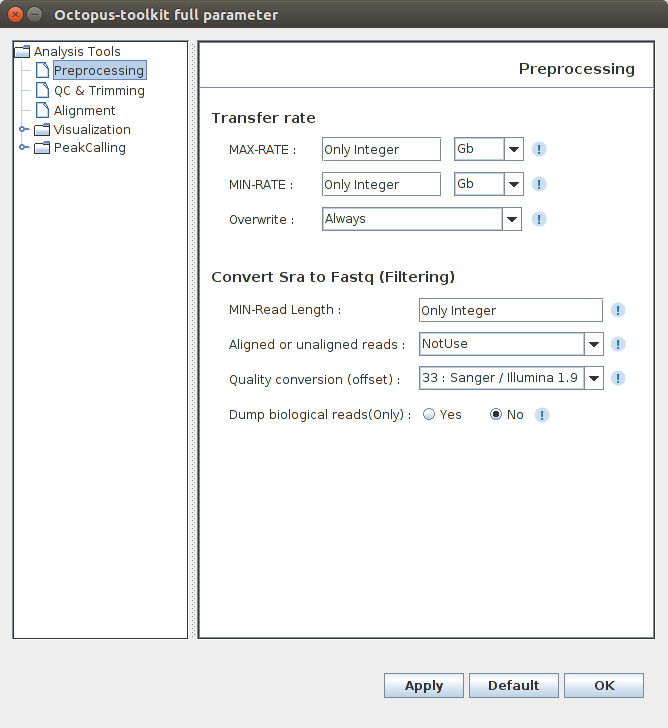 Octopus-toolkit full parameter
Analysis Tools
Preprocessing
QC & Trimming
Alignment
Visualization
PeakCalling
Preprocessing
Transfer rate
MAX-RATE : Only Integer Gb !
MIN-RATE : Only Integer Gb !
Overwrite : Always !
Convert Sra to Fastq (Filtering)
MIN-Read Length : Only Integer !
Aligned or unaligned reads : NotUse !
Quality conversion (offset) : 33 : Sanger / Illumina 1.9 !
Dump biological reads(Only) : Yes No !
Apply Default OK